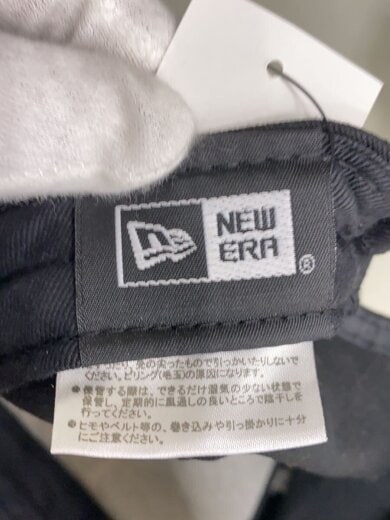 NEW
ERA
®
先の尖ったもので引っかいたりしないで
ください。ピリング(毛玉)の原因になります。
●保管する際は、できるだけ湿気の少ない状態で
保管し、定期的に風通しの良いところで陰干しを
行ってください。
●ヒモやベルト等の、巻き込みや引っ掛かりに十分
にご注意ください。